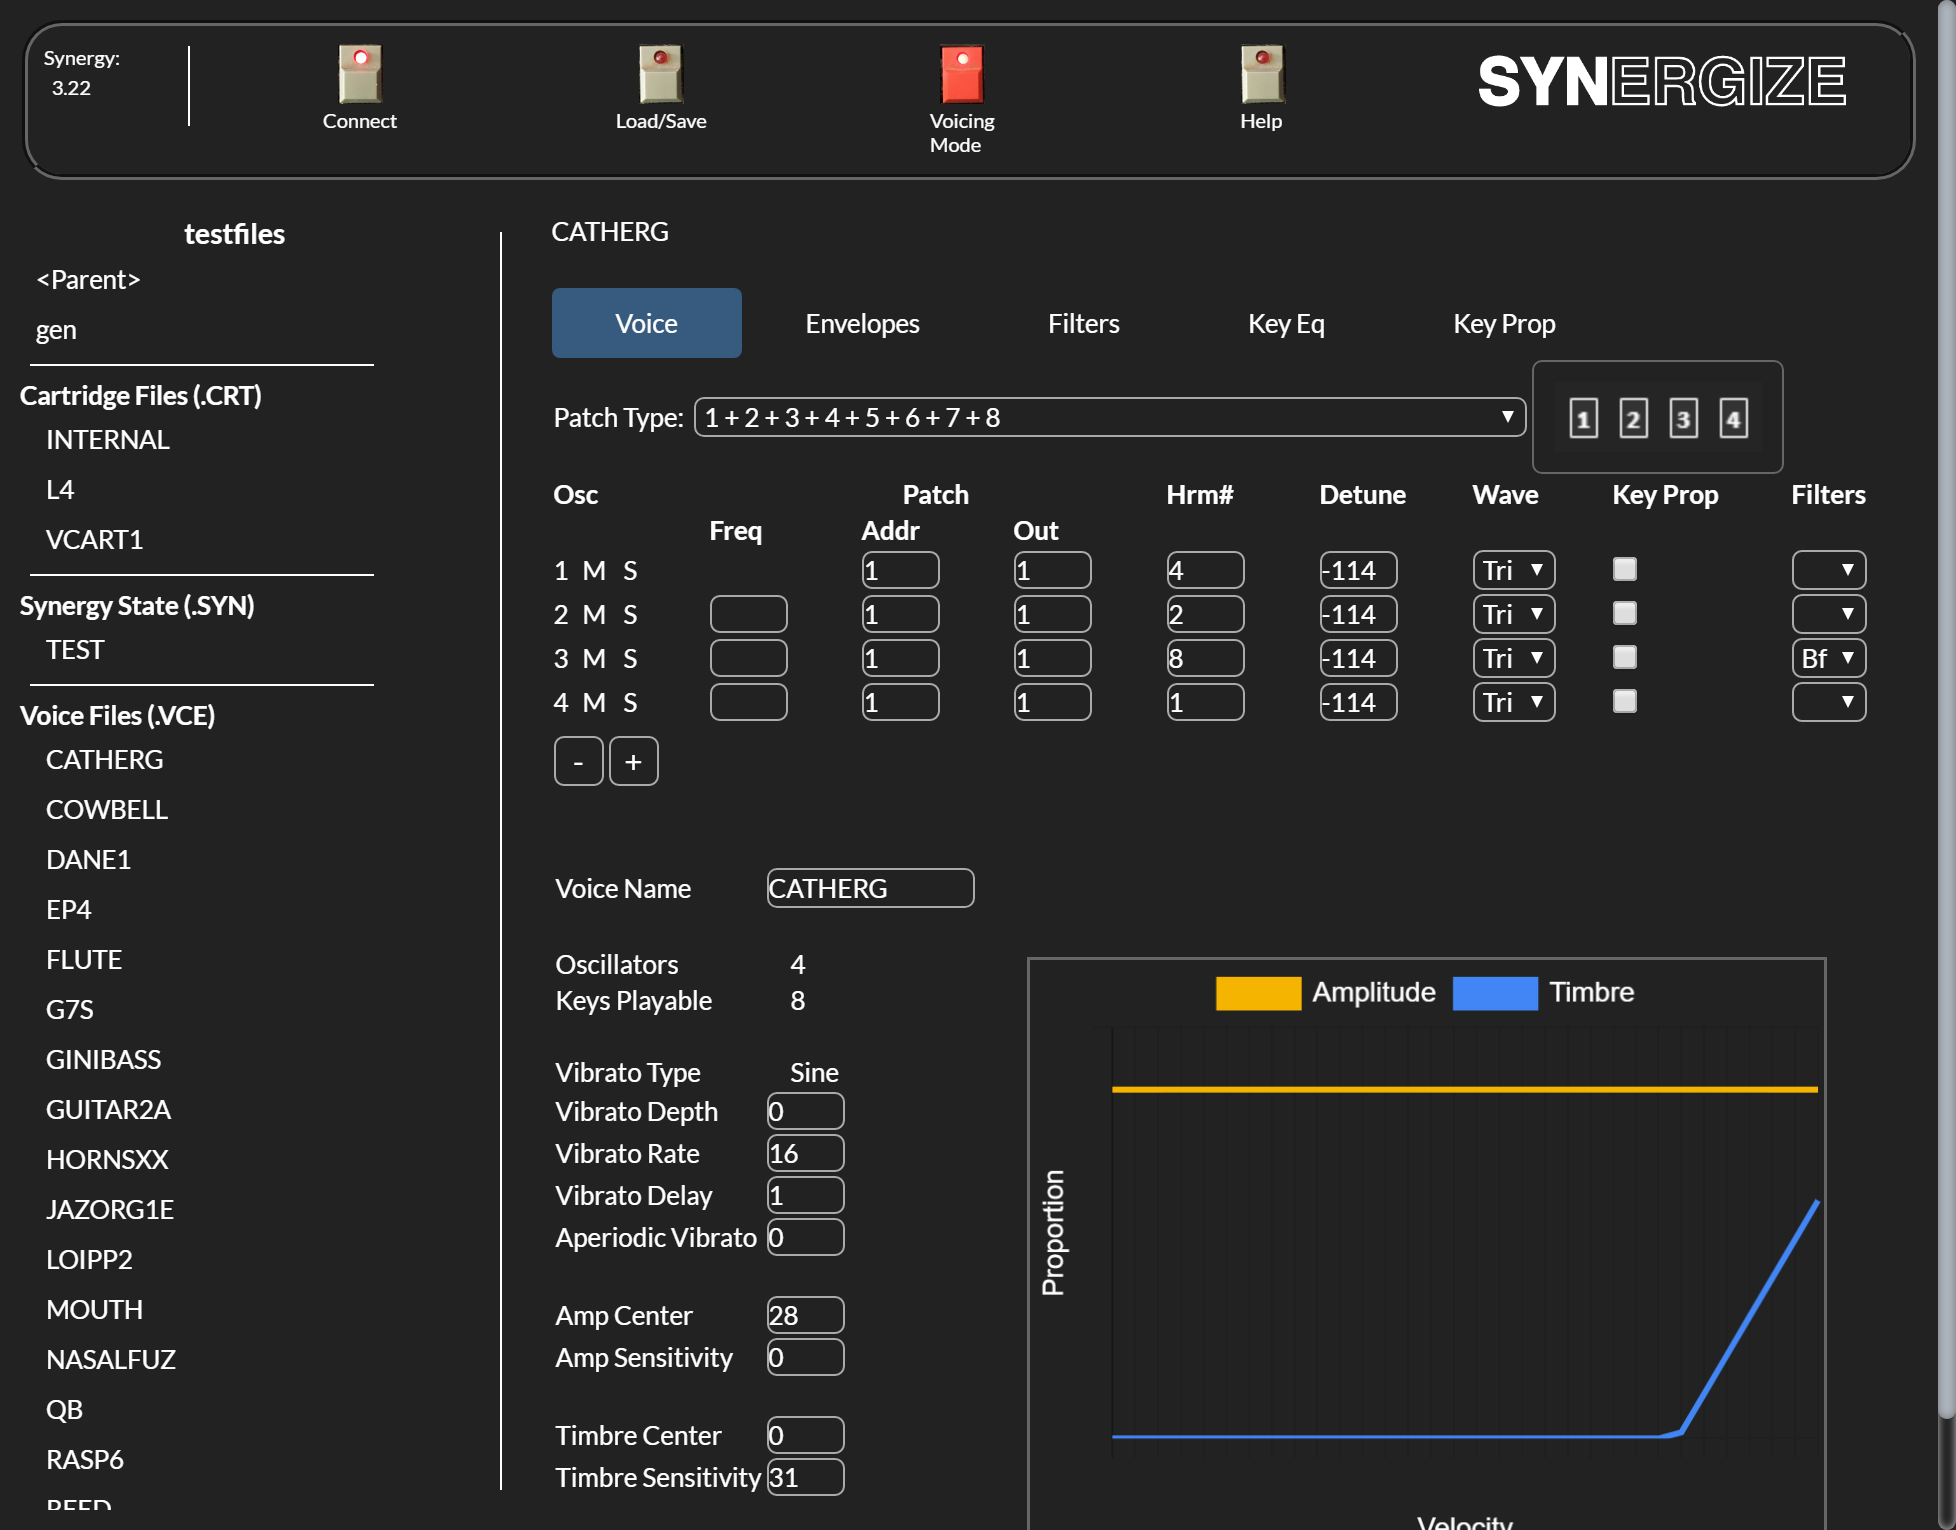 Synergy:
3.22
Connect
Load/Save
Voicing
Mode
Help
SYNERGIZE
testfiles
<Parent>
gen
Cartridge Files (.CRT)
INTERNAL
L4
VCART1
Synergy State (.SYN)
TEST
Voice Files (.VCE)
CATHERG
COWBELL
DANE1
EP4
FLUTE
G7S
GINIBASS
GUITAR2A
HORNSXX
JAZORG1E
LOIPP2
MOUTH
NASALFUZ
QB
RASP6
REED
CATHERG
Voice Envelopes Filters Key Eq Key Prop
Patch Type: 1 + 2 + 3 + 4 + 5 + 6 + 7 + 8
1 2 3 4
Osc Patch Hrm# Detune Wave Key Prop Filters
Freq Addr Out
1 M S 1 1 4 -114 Tri
2 M S 1 1 2 -114 Tri
3 M S 1 1 8 -114 Tri Bf
4 M S 1 1 1 -114 Tri
- +
Voice Name CATHERG
Oscillators 4
Keys Playable 8
Vibrato Type Sine
Vibrato Depth 0
Vibrato Rate 16
Vibrato Delay 1
Aperiodic Vibrato 0
Amp Center 28
Amp Sensitivity 0
Timbre Center 0
Timbre Sensitivity 31
Amplitude Timbre
Proportion
Velocity